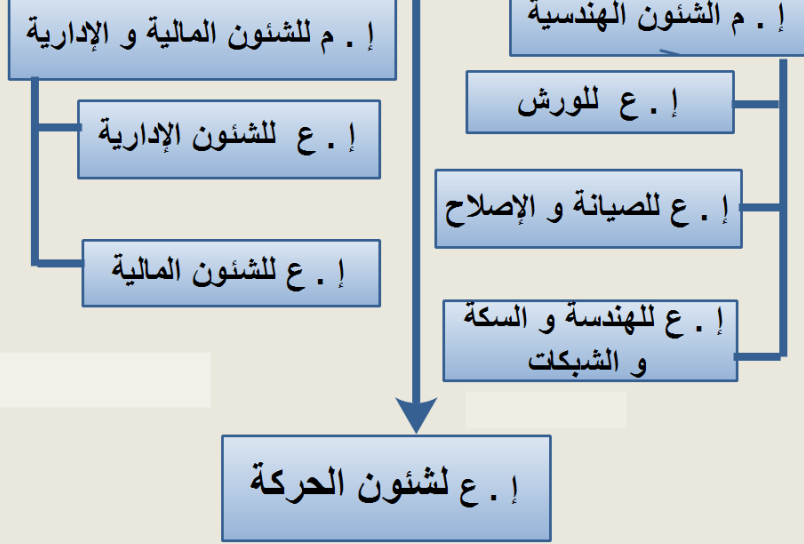 إ . م الشئون الهندسية
إ . ع للورش
إ . ع للصيانة و الإصلاح
إ . ع للهندسة و السكة
و الشبكات
إ . م للشئون المالية و الإدارية
إ . ع للشئون الإدارية
إ . ع للشئون المالية
إ . ع لشئون الحركة